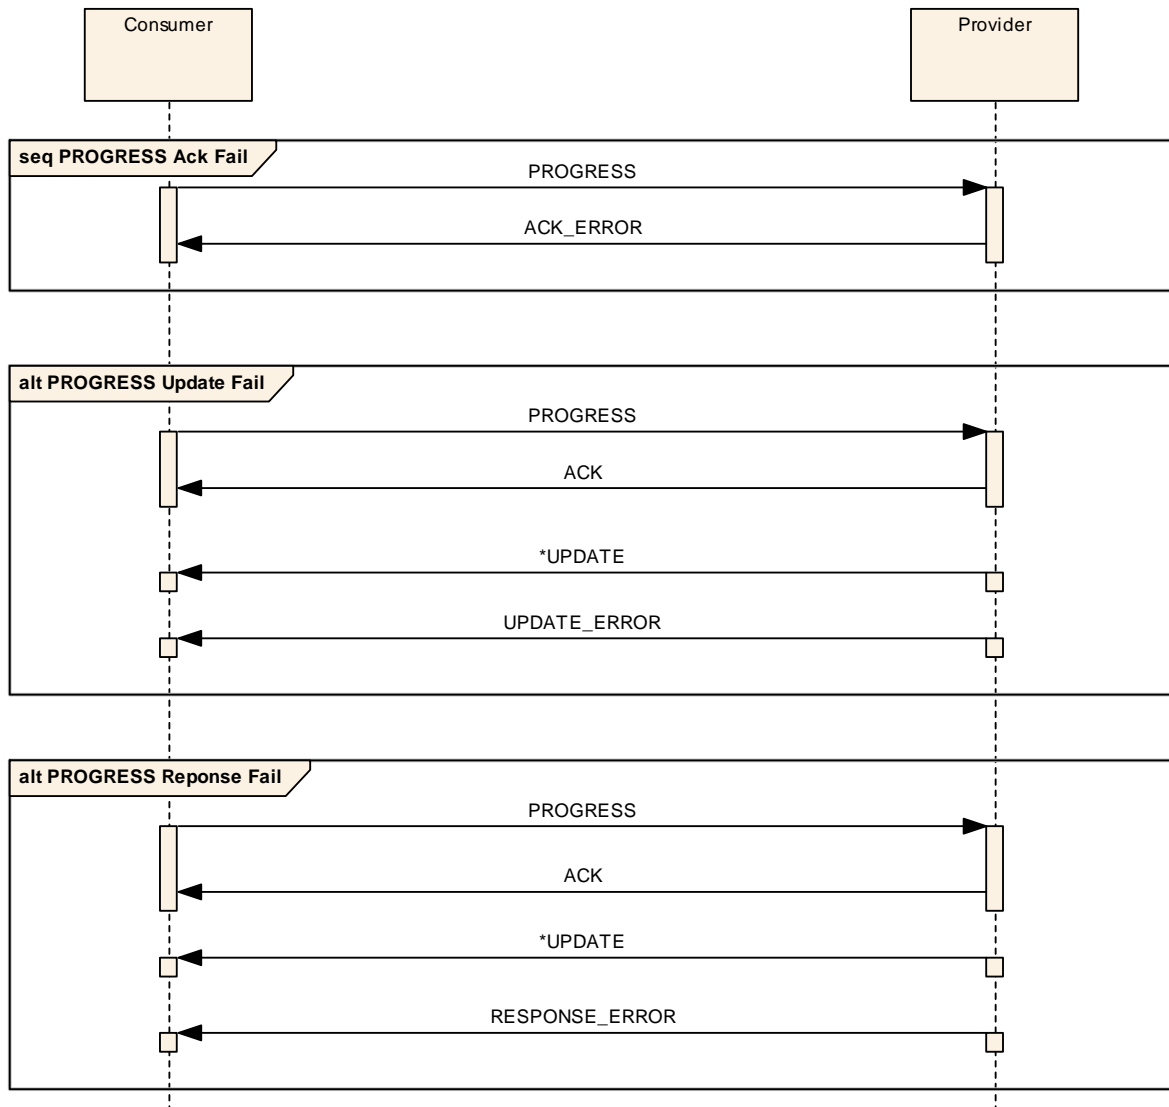 Consumer
Provider
seq PROGRESS Ack Fail
PROGRESS
ACK_ERROR
alt PROGRESS Update Fail
PROGRESS
ACK
*UPDATE
UPDATE_ERROR
alt PROGRESS Reponse Fail
PROGRESS
ACK
*UPDATE
RESPONSE_ERROR